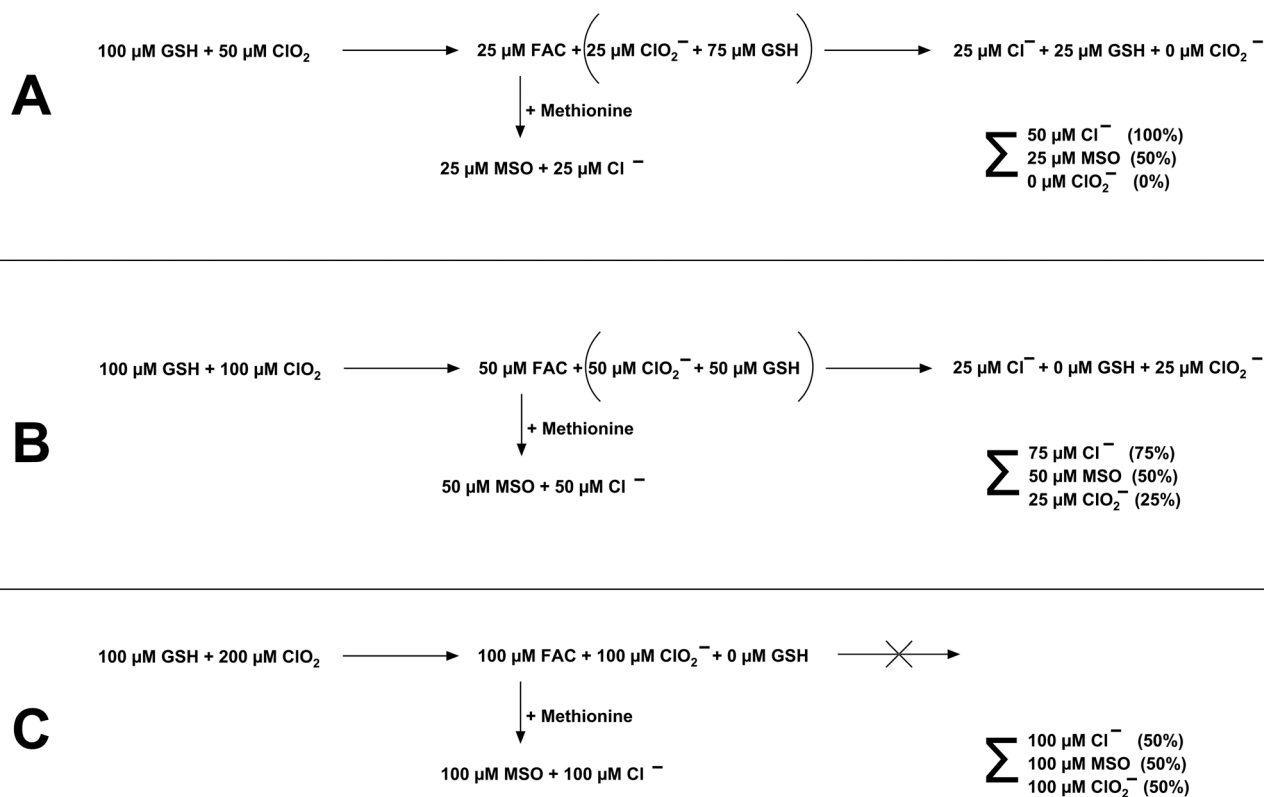 A
100 µM GSH + 50 µM ClO₂
25 µM FAC + (25 µM ClO₂⁻ + 75 µM GSH)
25 µM Cl⁻ + 25 µM GSH + 0 µM ClO₂⁻
+ Methionine
25 µM MSO + 25 µM Cl⁻
∑
50 µM Cl⁻ (100%)
25 µM MSO (50%)
0 µM ClO₂⁻ (0%)
B
100 µM GSH + 100 µM ClO₂
50 µM FAC + (50 µM ClO₂⁻ + 50 µM GSH)
25 µM Cl⁻ + 0 µM GSH + 25 µM ClO₂⁻
+ Methionine
50 µM MSO + 50 µM Cl⁻
∑
75 µM Cl⁻ (75%)
50 µM MSO (50%)
25 µM ClO₂⁻ (25%)
C
100 µM GSH + 200 µM ClO₂
100 µM FAC + 100 µM ClO₂⁻ + 0 µM GSH
+ Methionine
100 µM MSO + 100 µM Cl⁻
∑
100 µM Cl⁻ (50%)
100 µM MSO (50%)
100 µM ClO₂⁻ (50%)